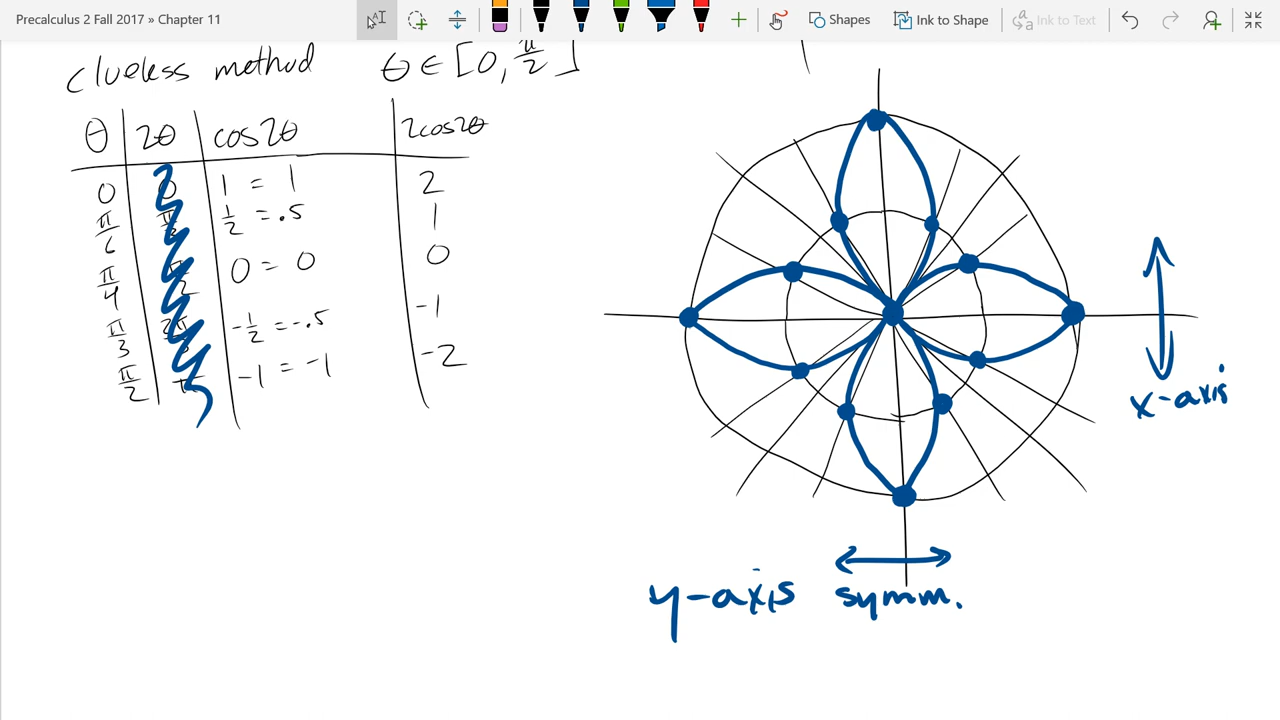 Precalculus 2 Fall 2017 » Chapter 11
Shapes
Ink to Shape
Ink to Text
clueless method θ ∈ [0, π/2]
θ 2θ cos2θ 2cos2θ
0 0 1 = 1 2
π/6 1/2 = .5 1
π/4 0 = 0 0
π/3 -1/2 = -.5 -1
π/2 -1 = -1 -2
x-axis
y-axis symm.